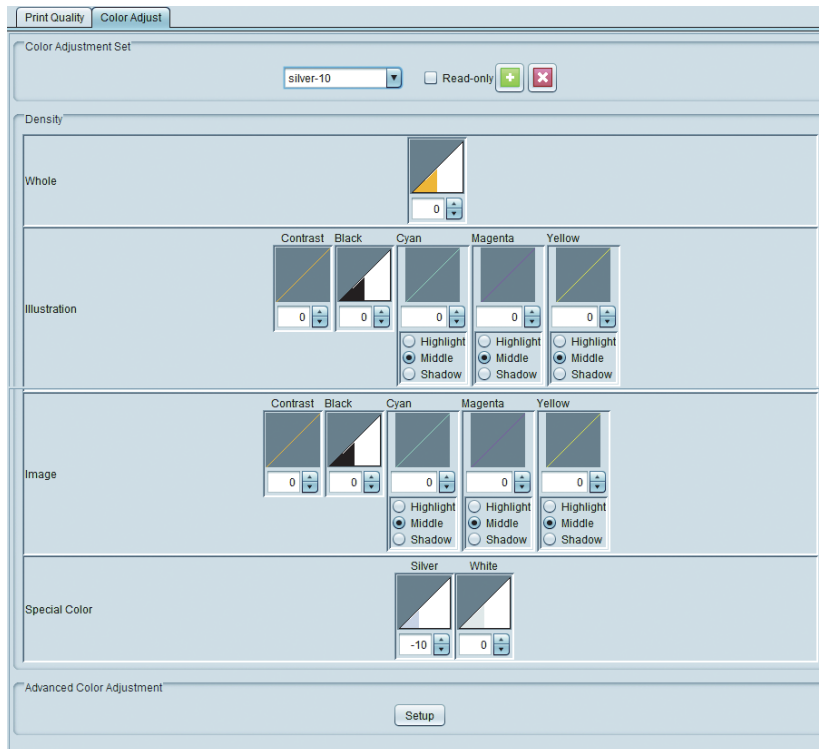 Print Quality Color Adjust
Color Adjustment Set
silver-10 Read-only
Density
Whole
0
Contrast Black Cyan Magenta Yellow
Illustration
0 0 0 0 0
Highlight Highlight Highlight
Middle Middle Middle
Shadow Shadow Shadow
Contrast Black Cyan Magenta Yellow
Image
0 0 0 0 0
Highlight Highlight Highlight
Middle Middle Middle
Shadow Shadow Shadow
Silver White
Special Color
-10 0
Advanced Color Adjustment
Setup